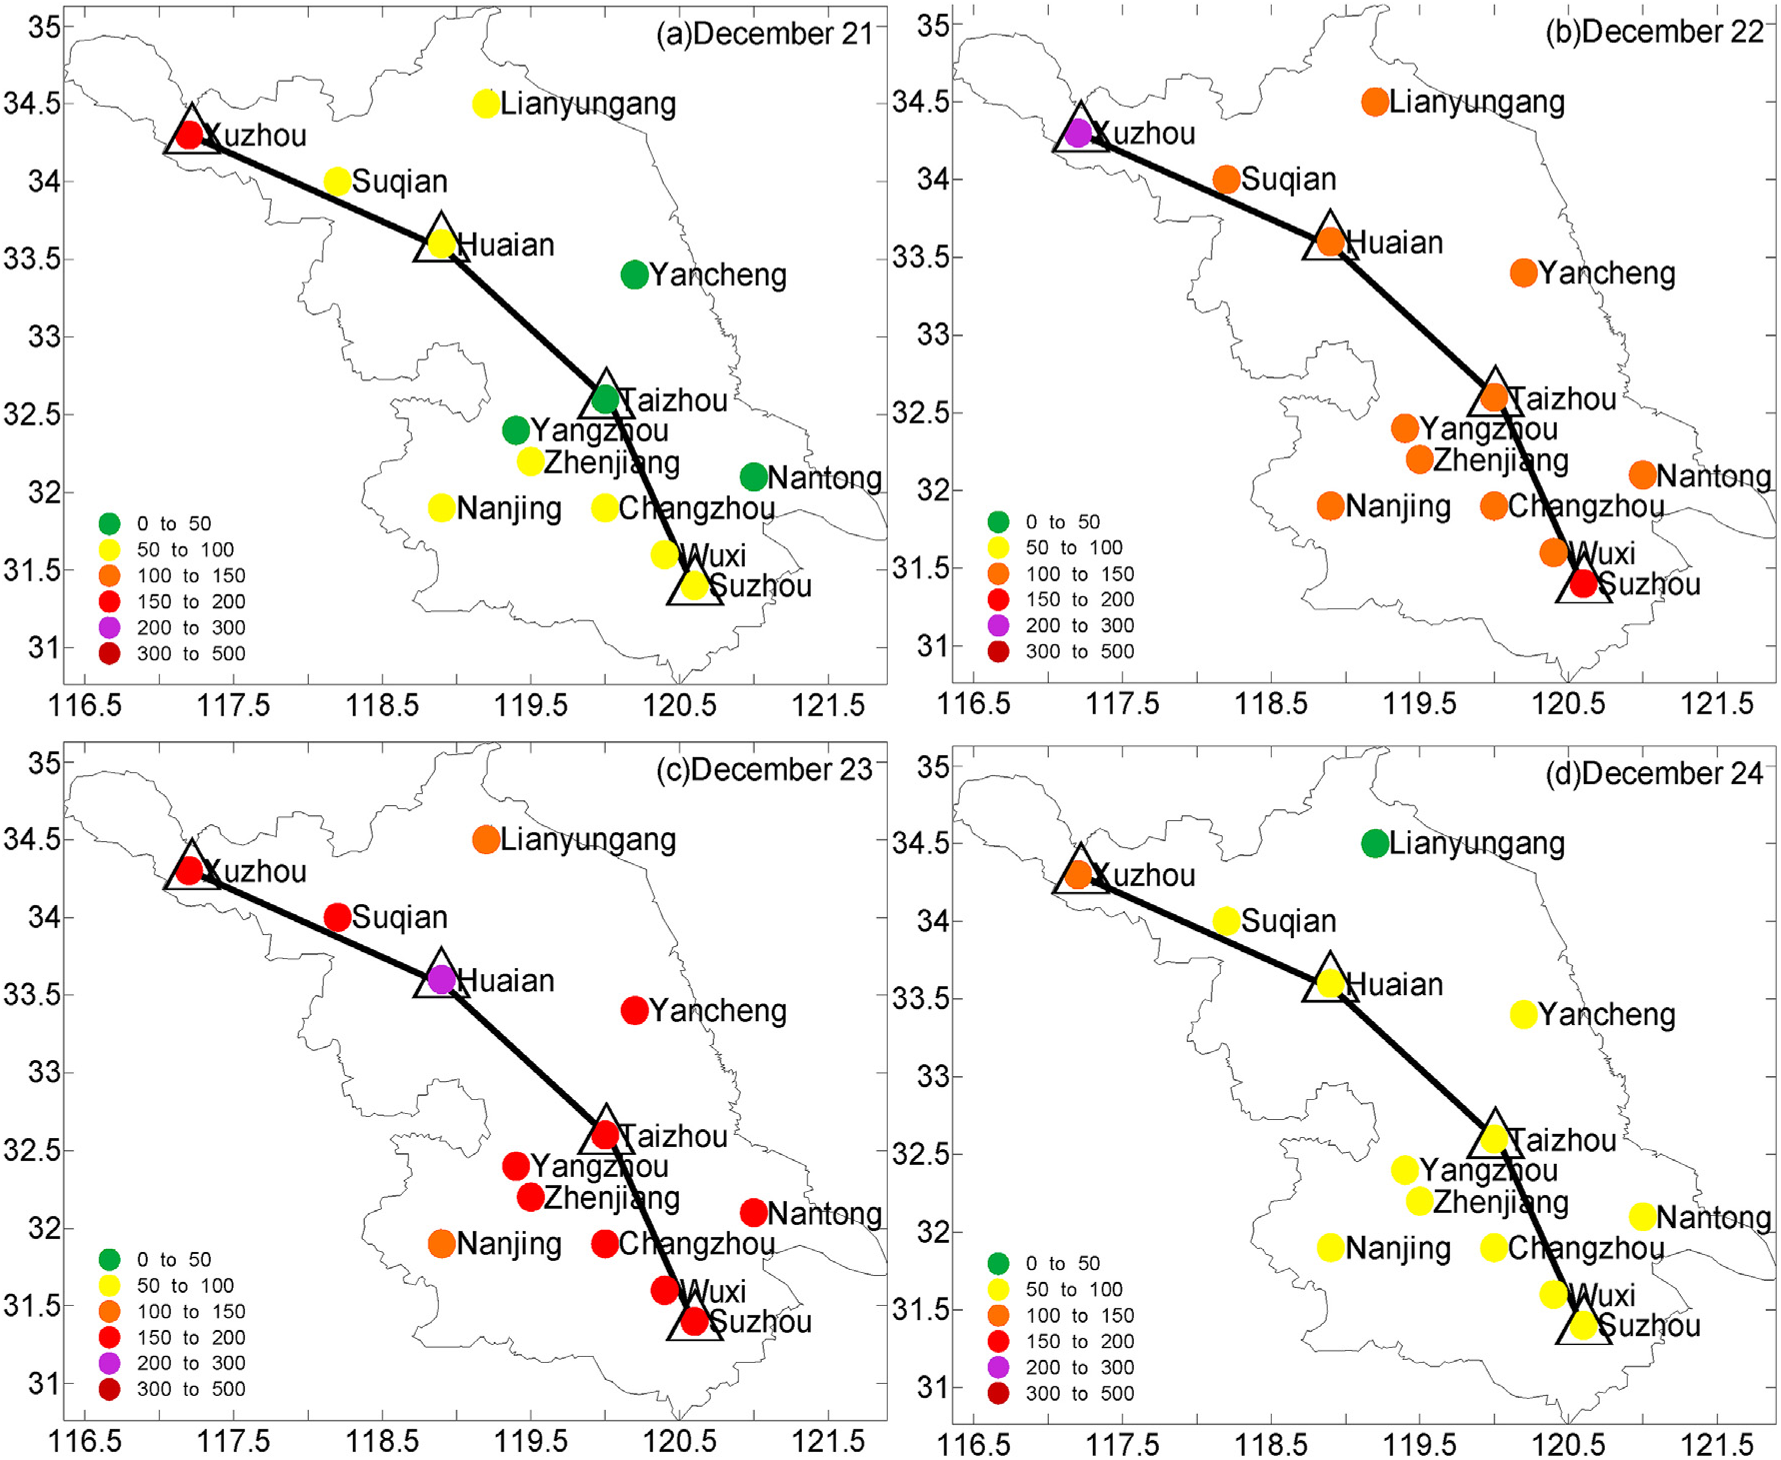 (a)December 21
35
34.5
34
33.5
33
32.5
32
31.5
31
Lianyungang
Xuzhou
Suqian
Huaian
Yancheng
Taizhou
Yangzhou
Zhenjiang
Nantong
Nanjing
Changzhou
Wuxi
Suzhou
0 to 50
50 to 100
100 to 150
150 to 200
200 to 300
300 to 500
116.5 117.5 118.5 119.5 120.5 121.5
(b)December 22
35
34.5
34
33.5
33
32.5
32
31.5
31
Lianyungang
Xuzhou
Suqian
Huaian
Yancheng
Taizhou
Yangzhou
Zhenjiang
Nantong
Nanjing
Changzhou
Wuxi
Suzhou
0 to 50
50 to 100
100 to 150
150 to 200
200 to 300
300 to 500
116.5 117.5 118.5 119.5 120.5 121.5
(c)December 23
35
34.5
34
33.5
33
32.5
32
31.5
31
Lianyungang
Xuzhou
Suqian
Huaian
Yancheng
Taizhou
Yangzhou
Zhenjiang
Nantong
Nanjing
Changzhou
Wuxi
Suzhou
0 to 50
50 to 100
100 to 150
150 to 200
200 to 300
300 to 500
116.5 117.5 118.5 119.5 120.5 121.5
(d)December 24
35
34.5
34
33.5
33
32.5
32
31.5
31
Lianyungang
Xuzhou
Suqian
Huaian
Yancheng
Taizhou
Yangzhou
Zhenjiang
Nantong
Nanjing
Changzhou
Wuxi
Suzhou
0 to 50
50 to 100
100 to 150
150 to 200
200 to 300
300 to 500
116.5 117.5 118.5 119.5 120.5 121.5